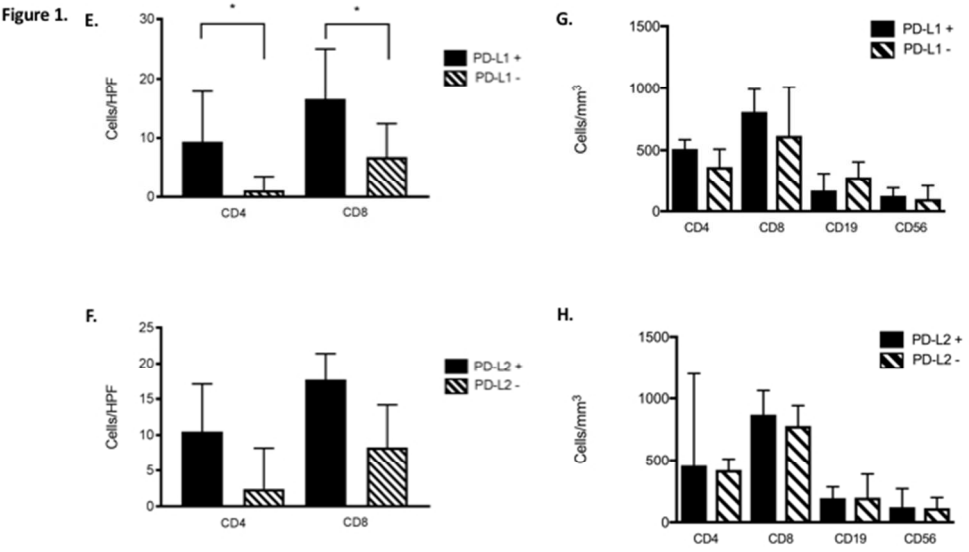 Figure 1.
E.
*
*
30
20
10
0
Cells/HPF
CD4
CD8
PD-L1 +
PD-L1 -
G.
1500
1000
500
0
Cells/mm³
CD4
CD8
CD19
CD56
PD-L1 +
PD-L1 -
F.
25
20
15
10
5
0
Cells/HPF
CD4
CD8
PD-L2 +
PD-L2 -
H.
1500
1000
500
0
Cells/mm³
CD4
CD8
CD19
CD56
PD-L2 +
PD-L2 -